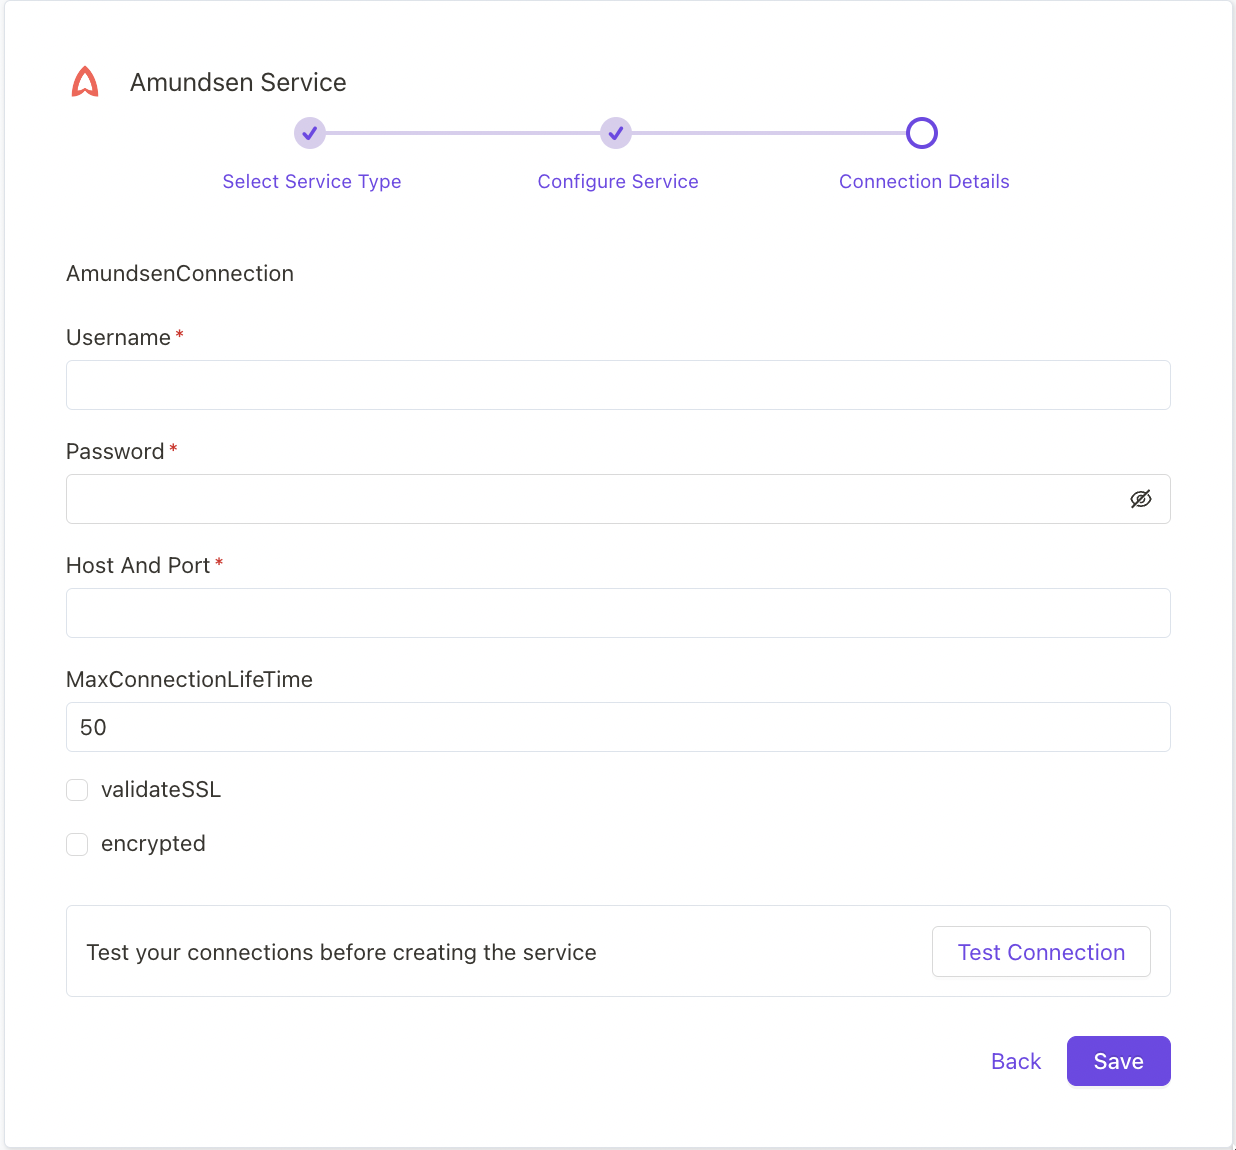 Amundsen Service
Select Service Type
Configure Service
Connection Details
AmundsenConnection
Username *
Password *
Host And Port *
MaxConnectionLifeTime
50
validateSSL
encrypted
Test your connections before creating the service
Test Connection
Back
Save